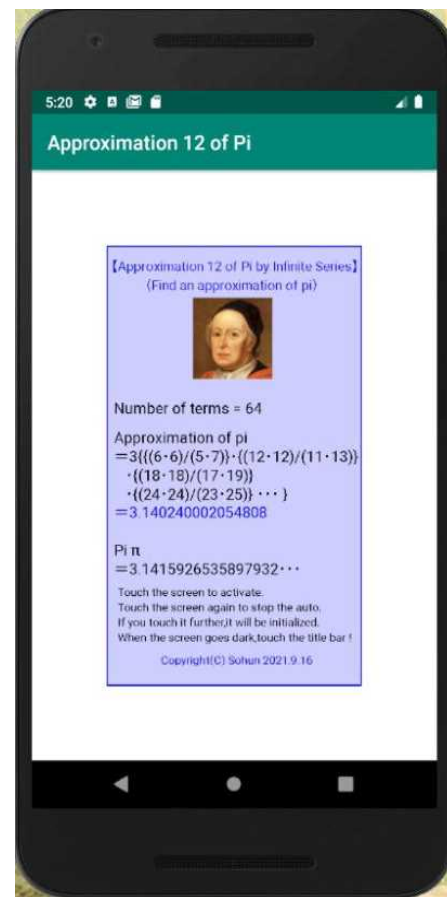 5:20
Approximation 12 of Pi
【Approximation 12 of Pi by Infinite Series】
（Find an approximation of pi）
Number of terms = 64
Approximation of pi
＝3{{(6･6)/(5･7)}･{(12･12)/(11･13)}
･{(18･18)/(17･19)}
･{(24･24)/(23･25)} ･･･ }
＝3.140240002054808
Pi π
＝3.1415926535897932･･･
Touch the screen to activate.
Touch the screen again to stop the auto.
If you touch it further,it will be initialized.
When the screen goes dark,touch the title bar !
Copyright(C) Sohun 2021.9.16